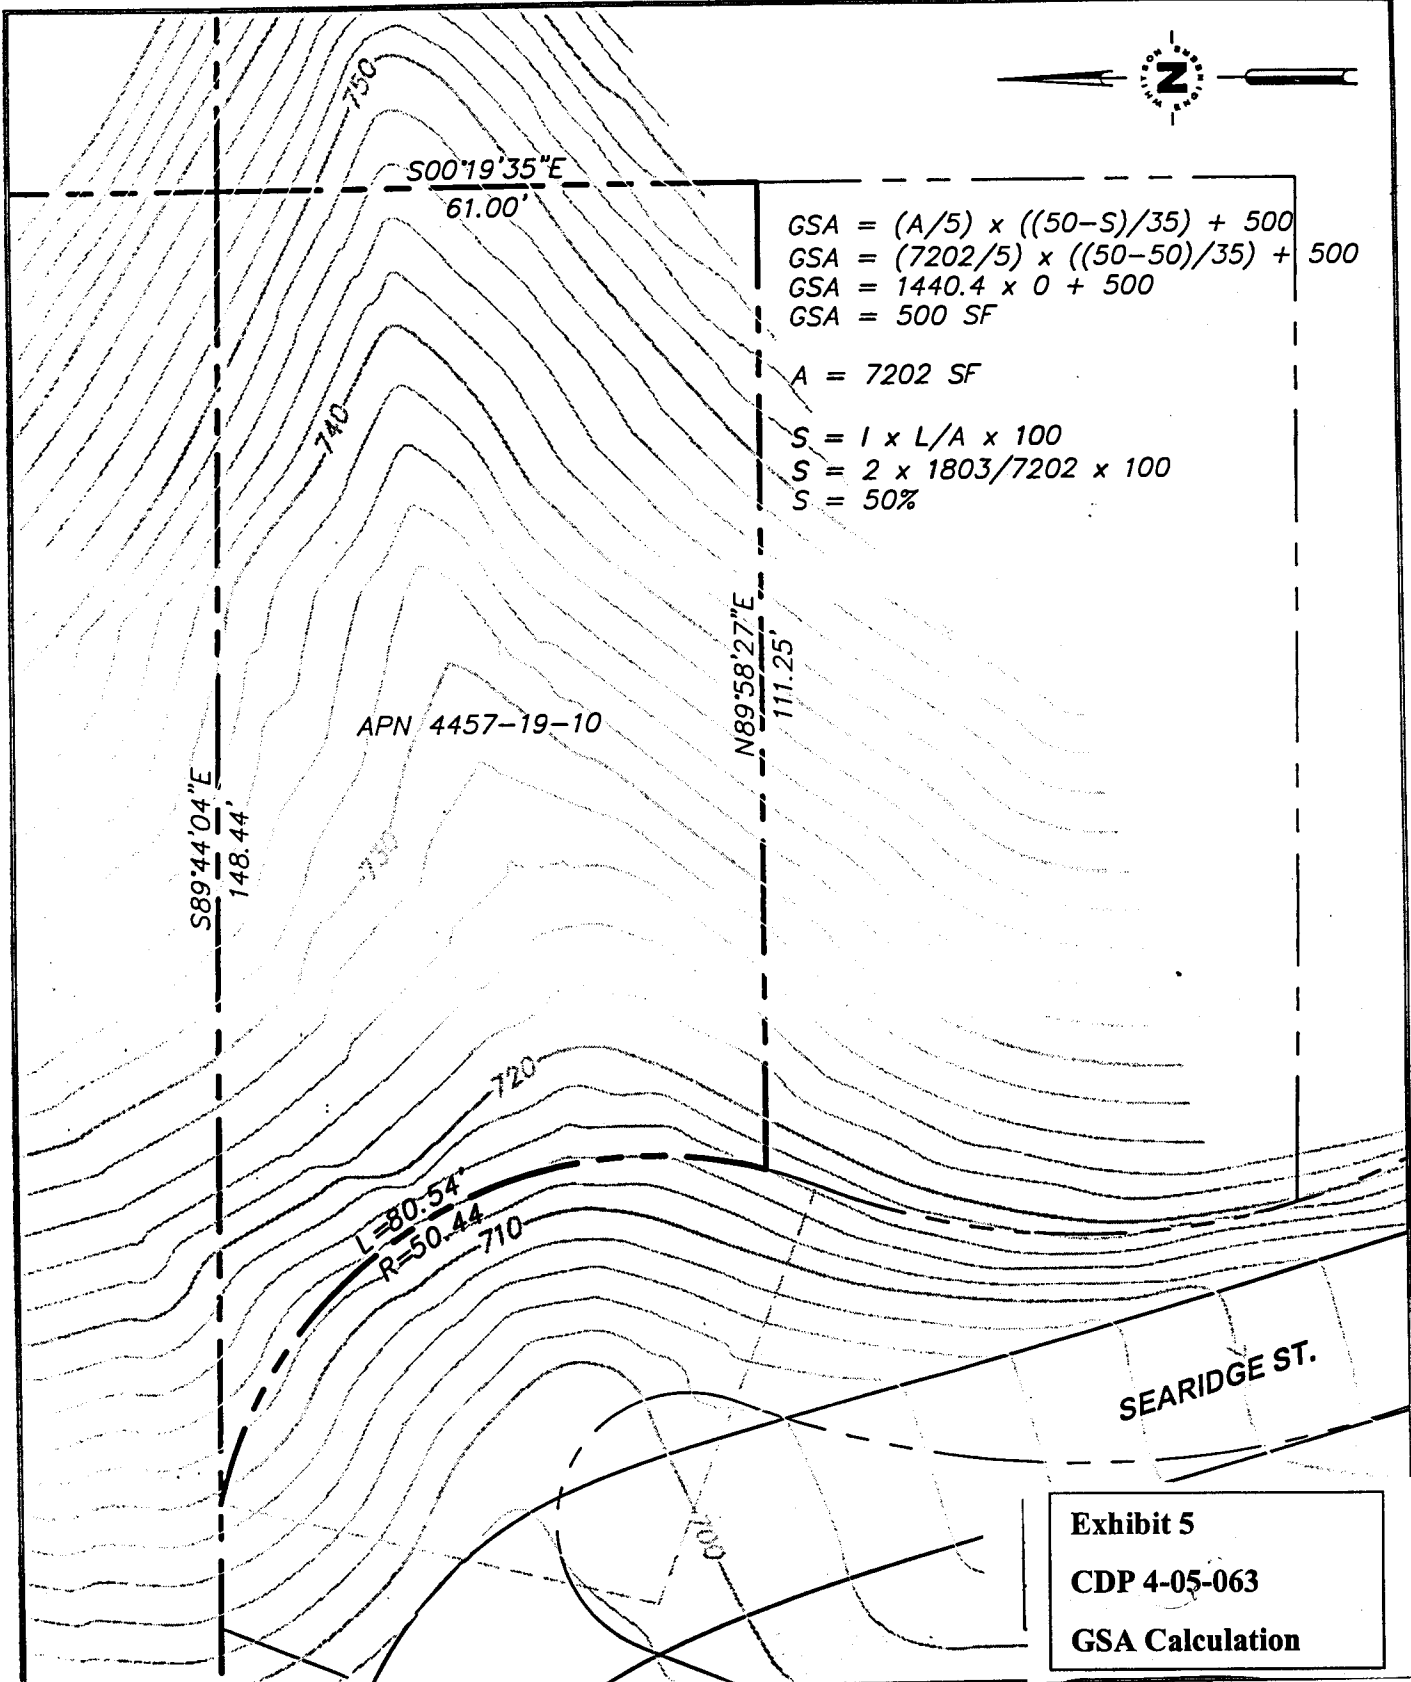 750
S00°19'35"E
61.00'
GSA = (A/5) x ((50-S)/35) + 500
GSA = (7202/5) x ((50-50)/35) + 500
GSA = 1440.4 x 0 + 500
GSA = 500 SF
A = 7202 SF
S = I x L/A x 100
S = 2 x 1803/7202 x 100
S = 50%
740
N89°58'27"E
111.25'
APN 4457-19-10
S89°44'04"E
148.44'
730
720
L=80.54'
R=50.44
710
SEARIDGE ST.
700
Exhibit 5
CDP 4-05-063
GSA Calculation
N